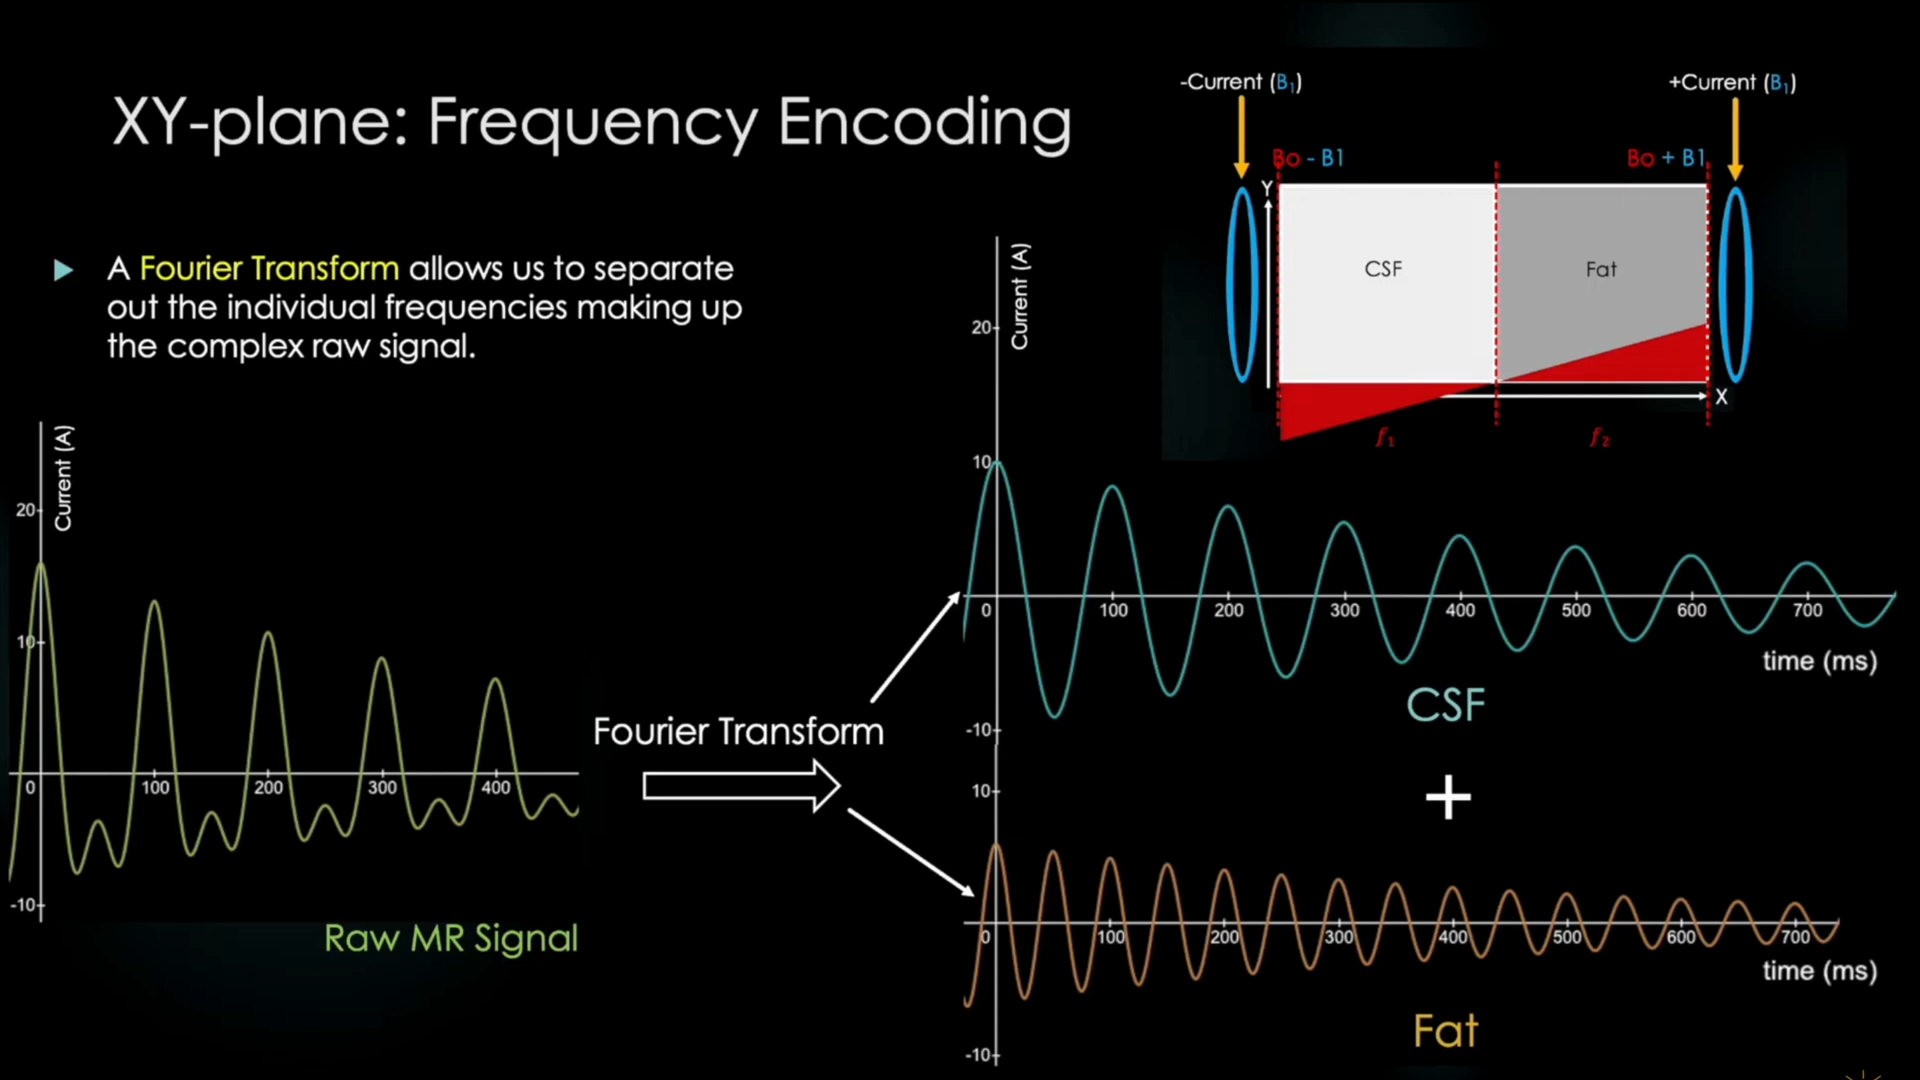 XY-plane: Frequency Encoding
A Fourier Transform allows us to separate
out the individual frequencies making up
the complex raw signal.
-Current (B₁)
+Current (B₁)
Bo - B1
Bo + B1
Y
CSF
Fat
X
f₁
f₂
Current (A)
20
10
0
100
200
300
400
-10
Raw MR Signal
Fourier Transform
Current (A)
20
10
0
100
200
300
400
500
600
700
time (ms)
-10
CSF
+
10
0
100
200
300
400
500
600
700
time (ms)
-10
Fat